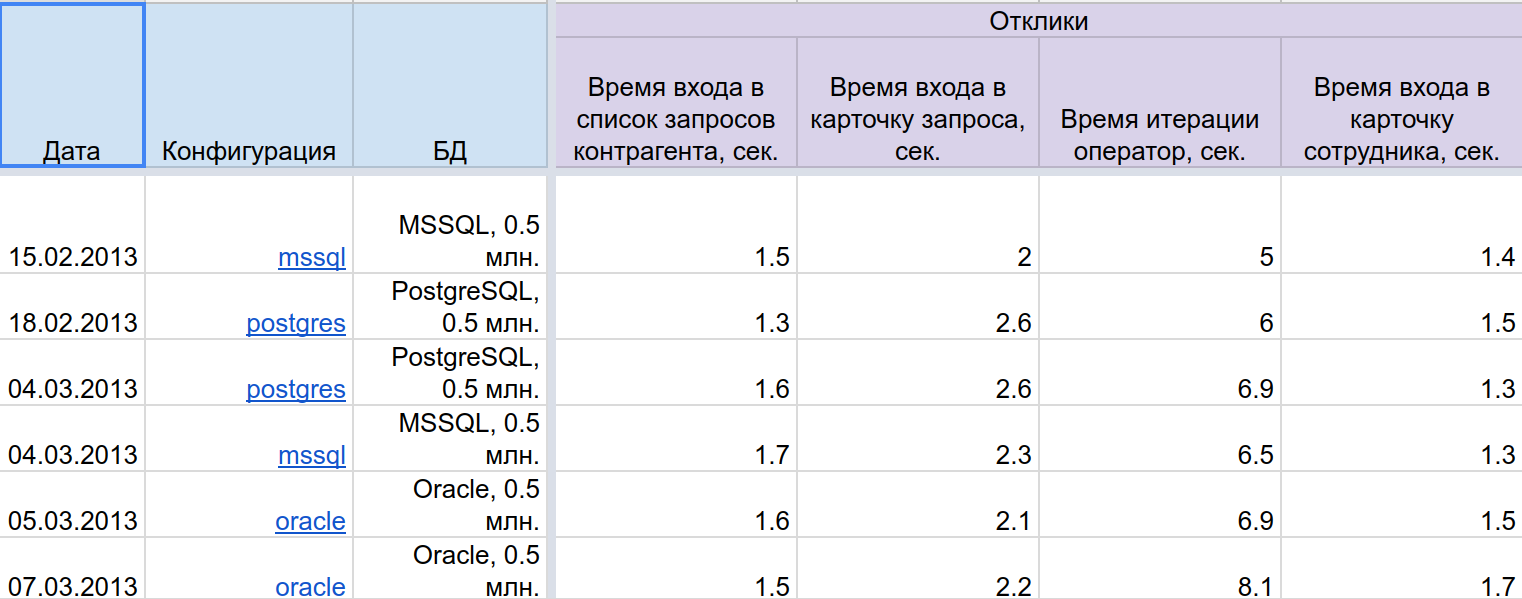 Отклики
Дата
Конфигурация
БД
Время входа в
список запросов
контрагента, сек.
Время входа в
карточку запроса,
сек.
Время итерации
оператор, сек.
Время входа в
карточку
сотрудника, сек.
15.02.2013
mssql
MSSQL, 0.5
млн.
1.5
2
5
1.4
18.02.2013
postgres
PostgreSQL,
0.5 млн.
1.3
2.6
6
1.5
04.03.2013
postgres
PostgreSQL,
0.5 млн.
1.6
2.6
6.9
1.3
04.03.2013
mssql
MSSQL, 0.5
млн.
1.7
2.3
6.5
1.3
05.03.2013
oracle
Oracle, 0.5
млн.
1.6
2.1
6.9
1.5
07.03.2013
oracle
Oracle, 0.5
млн.
1.5
2.2
8.1
1.7